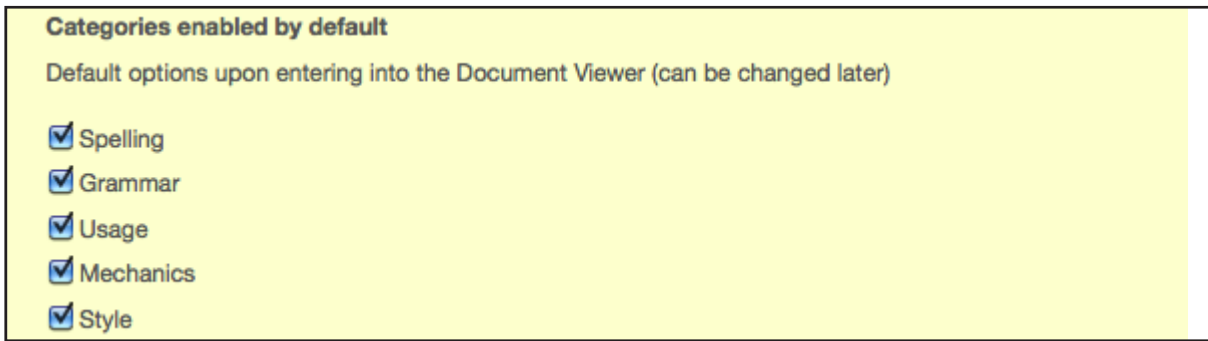 Categories enabled by default
Default options upon entering into the Document Viewer (can be changed later)
Spelling
Grammar
Usage
Mechanics
Style